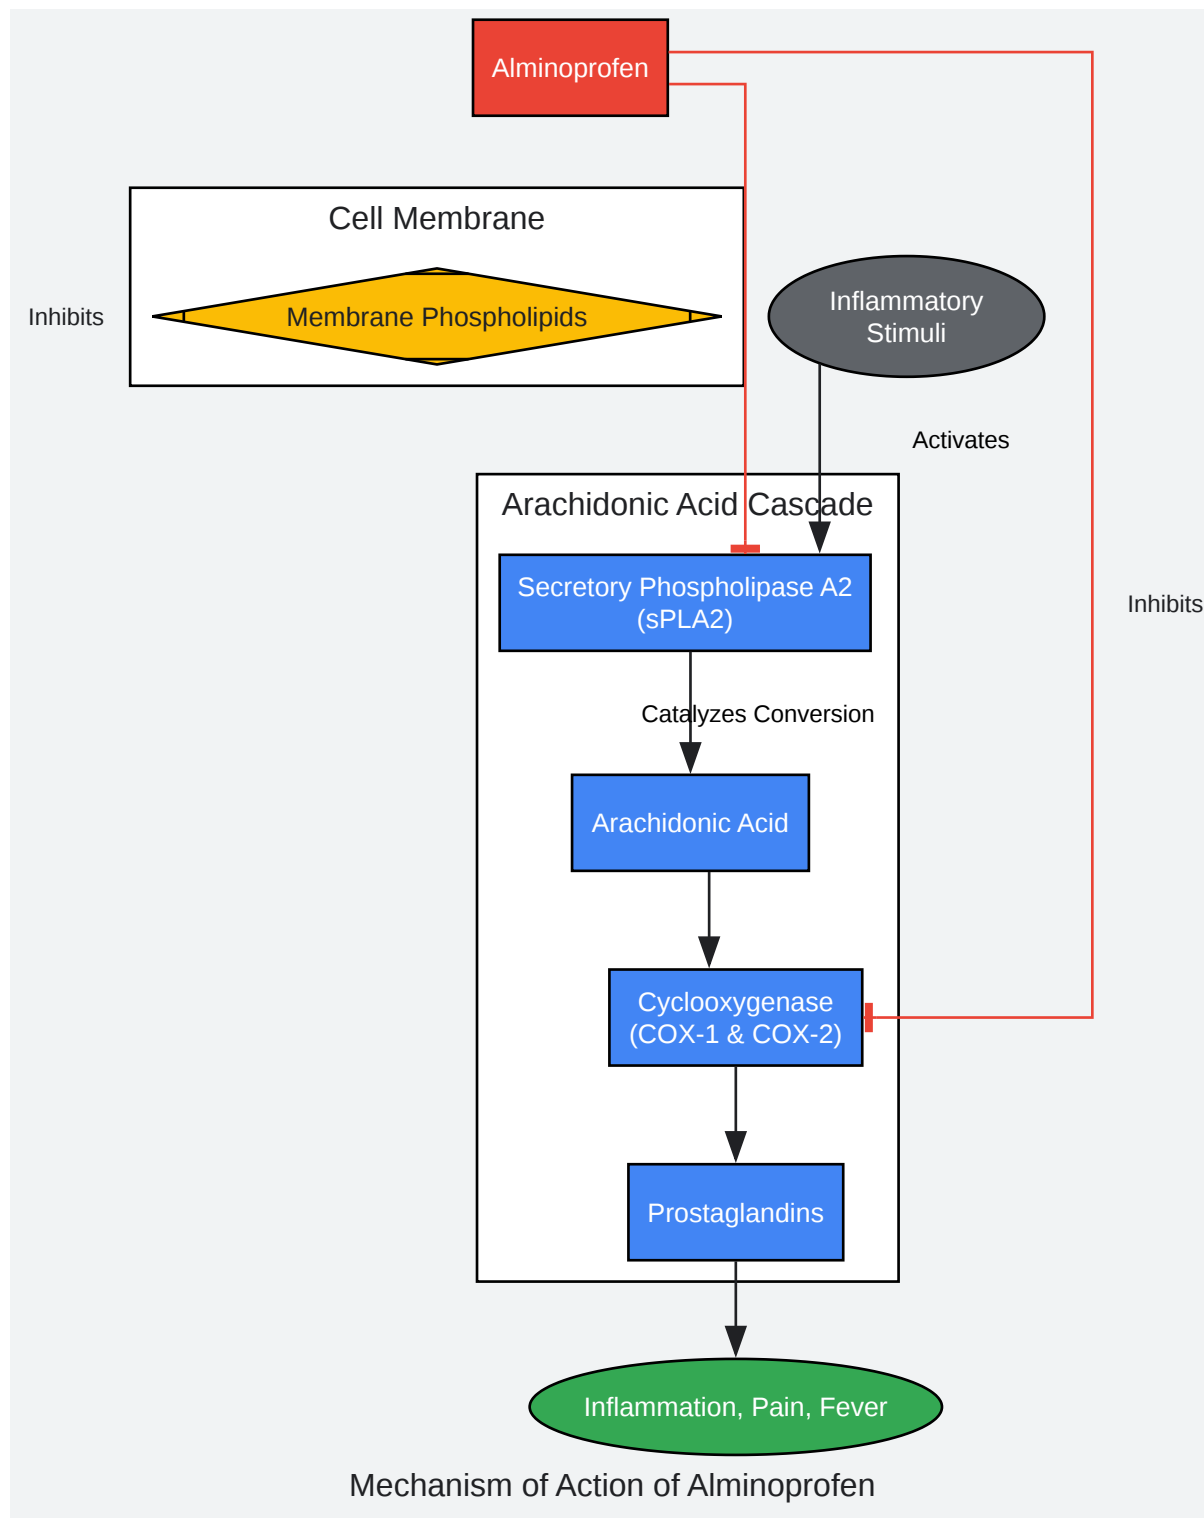 Alminoprofen
Cell Membrane
Inhibits
Membrane Phospholipids
Inflammatory
Stimuli
Activates
Arachidonic Acid Cascade
Secretory Phospholipase A2
(sPLA2)
Inhibits
Catalyzes Conversion
Arachidonic Acid
Cyclooxygenase
(COX-1 & COX-2)
Prostaglandins
Inflammation, Pain, Fever
Mechanism of Action of Alminoprofen